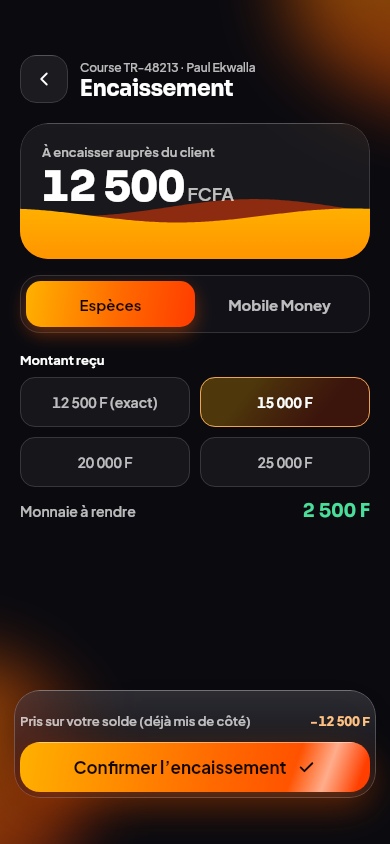 Course TR-48213 · Paul Ekwalla
Encaissement
À encaisser auprès du client
12 500 FCFA
Espèces
Mobile Money
Montant reçu
12 500 F (exact)
15 000 F
20 000 F
25 000 F
Monnaie à rendre
2 500 F
Pris sur votre solde (déjà mis de côté)
−12 500 F
Confirmer l’encaissement